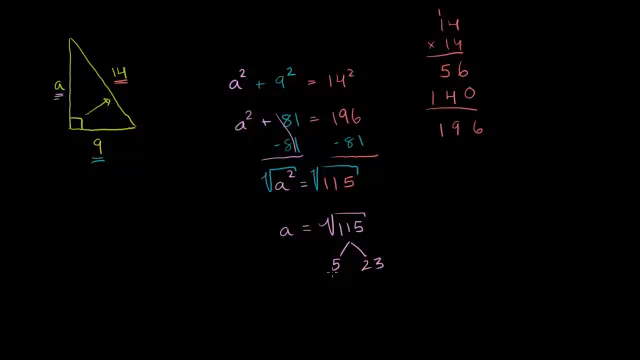 a
14
9
a² + 9² = 14²
a² + 81 = 196
-81 -81
√a² = √115
a = √115
5 23
14
× 14
56
140
196